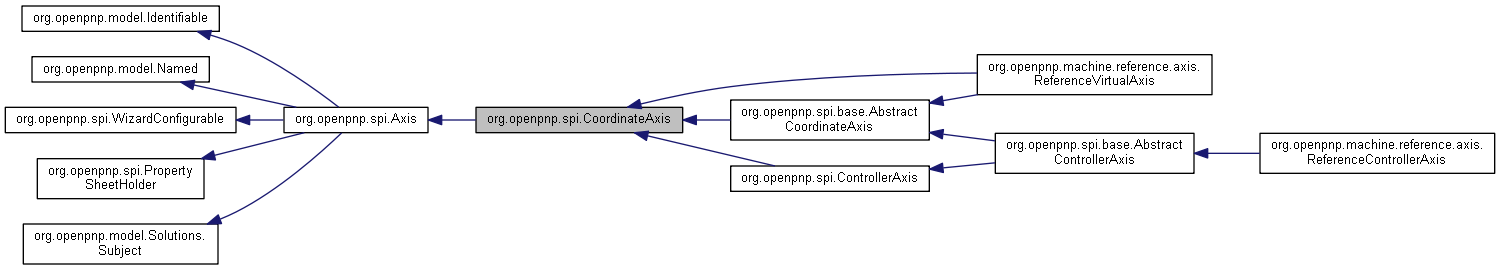 org.openpnp.model.Identifiable
org.openpnp.model.Named
org.openpnp.spi.WizardConfigurable
org.openpnp.spi.Property
SheetHolder
org.openpnp.model.Solutions.
Subject
org.openpnp.spi.Axis
org.openpnp.spi.CoordinateAxis
org.openpnp.machine.reference.axis.
ReferenceVirtualAxis
org.openpnp.spi.base.Abstract
CoordinateAxis
org.openpnp.spi.ControllerAxis
org.openpnp.spi.base.Abstract
ControllerAxis
org.openpnp.machine.reference.axis.
ReferenceControllerAxis